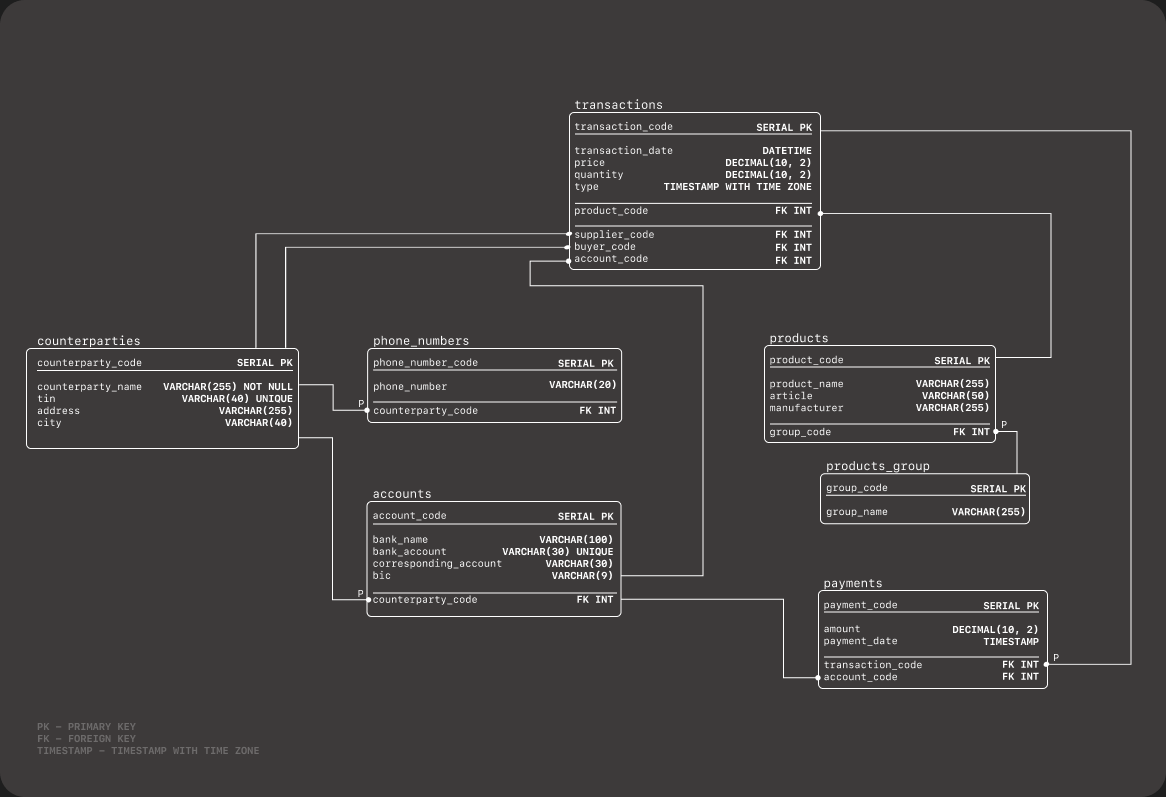 transactions
transaction_code SERIAL PK
transaction_date DATETIME
price DECIMAL(10, 2)
quantity DECIMAL(10, 2)
type TIMESTAMP WITH TIME ZONE
product_code FK INT
supplier_code FK INT
buyer_code FK INT
account_code FK INT
counterparties
counterparty_code SERIAL PK
counterparty_name VARCHAR(255) NOT NULL
tin VARCHAR(40) UNIQUE
address VARCHAR(255)
city VARCHAR(40)
phone_numbers
phone_number_code SERIAL PK
phone_number VARCHAR(20)
P
counterparty_code FK INT
products
product_code SERIAL PK
product_name VARCHAR(255)
article VARCHAR(50)
manufacturer VARCHAR(255)
group_code FK INT
P
products_group
group_code SERIAL PK
group_name VARCHAR(255)
accounts
account_code SERIAL PK
bank_name VARCHAR(100)
bank_account VARCHAR(30) UNIQUE
corresponding_account VARCHAR(30)
bic VARCHAR(9)
P
counterparty_code FK INT
payments
payment_code SERIAL PK
amount DECIMAL(10, 2)
payment_date TIMESTAMP
transaction_code FK INT
P
account_code FK INT
PK – PRIMARY KEY
FK – FOREIGN KEY
TIMESTAMP – TIMESTAMP WITH TIME ZONE